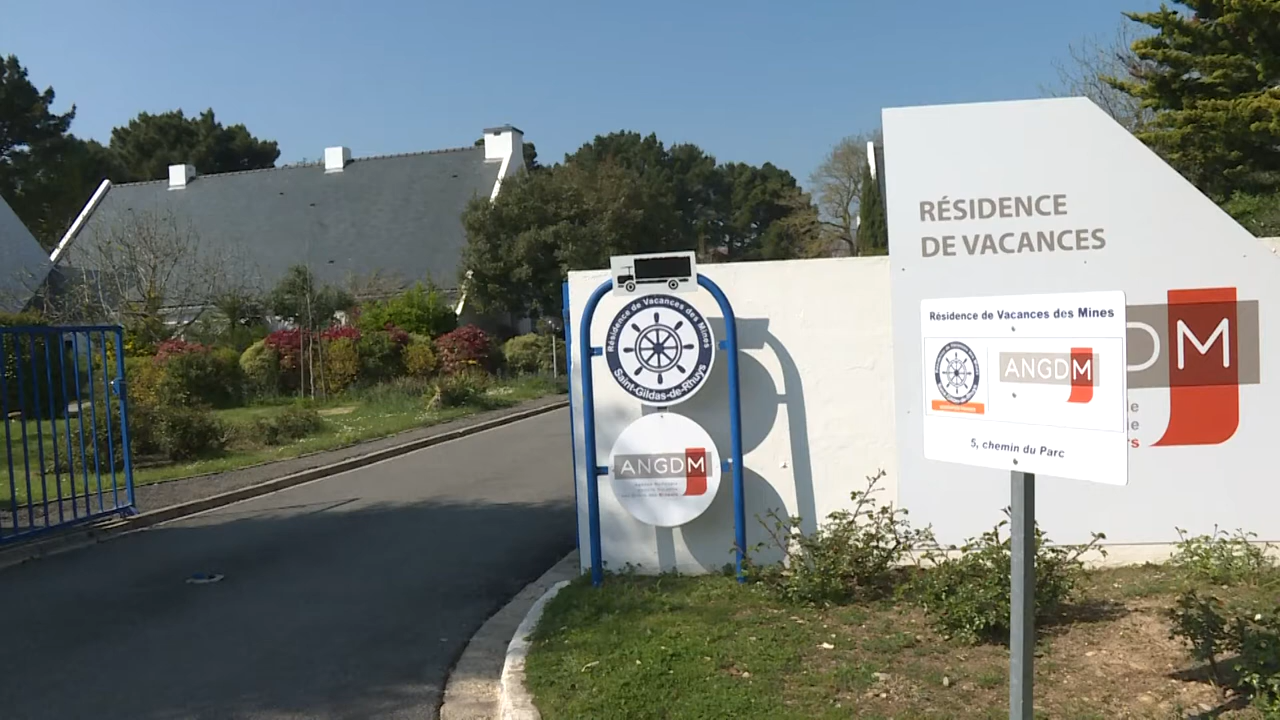 RÉSIDENCE
DE VACANCES
DM
Résidence de Vacances des Mines
ANGDM
5, chemin du Parc
Résidence de Vacances des Mines
Saint-Gildas-de-Rhuys
ANGDM